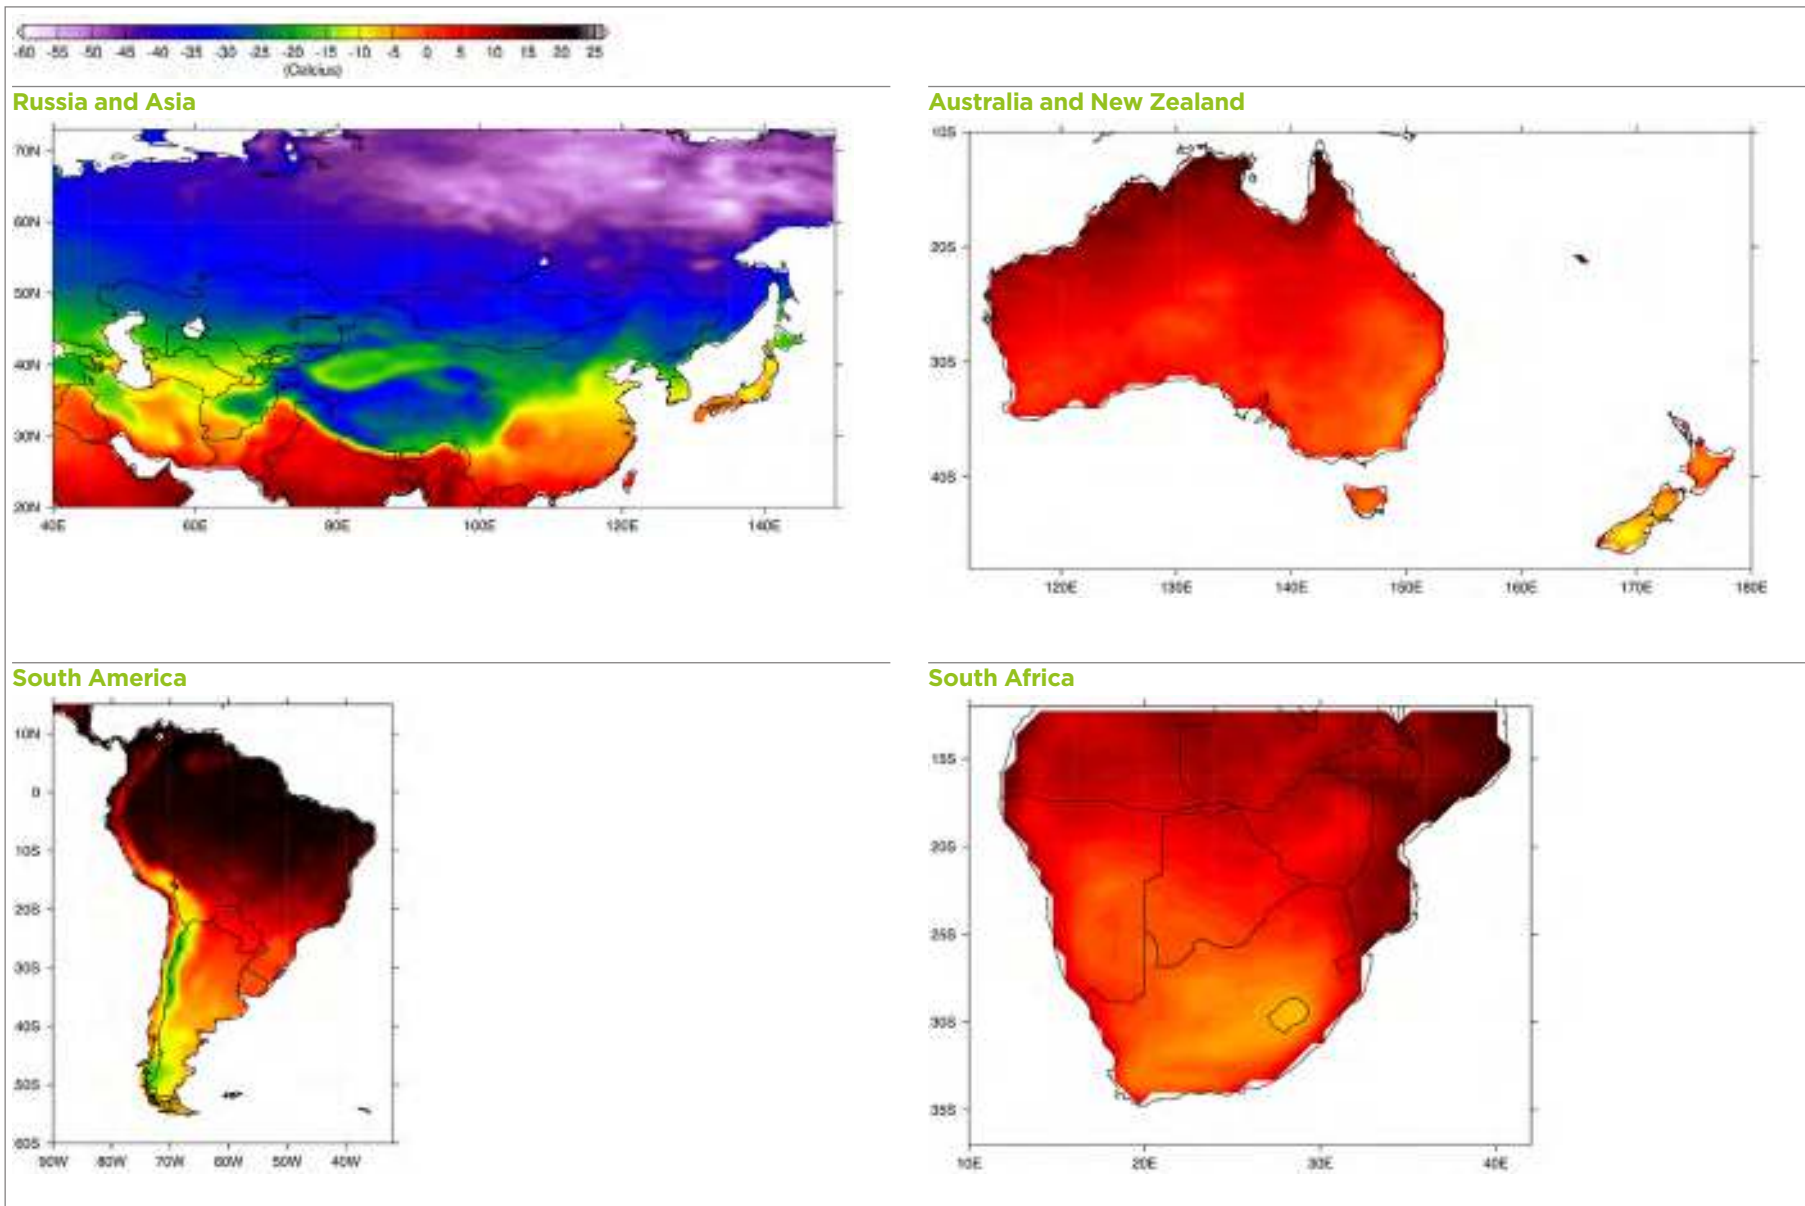 -60 -55 -50 -45 -40 -35 -30 -25 -20 -15 -10 -5 0 5 10 15 20 25
(Celcius)
Russia and Asia
70N
60N
50N
40N
30N
20N
40E 60E 80E 100E 120E 140E
Australia and New Zealand
10S
20S
30S
40S
120E 130E 140E 150E 160E 170E 180E
South America
10N
0
10S
20S
30S
40S
50S
60S
90W 80W 70W 60W 50W 40W
South Africa
15S
20S
25S
30S
35S
10E 20E 30E 40E